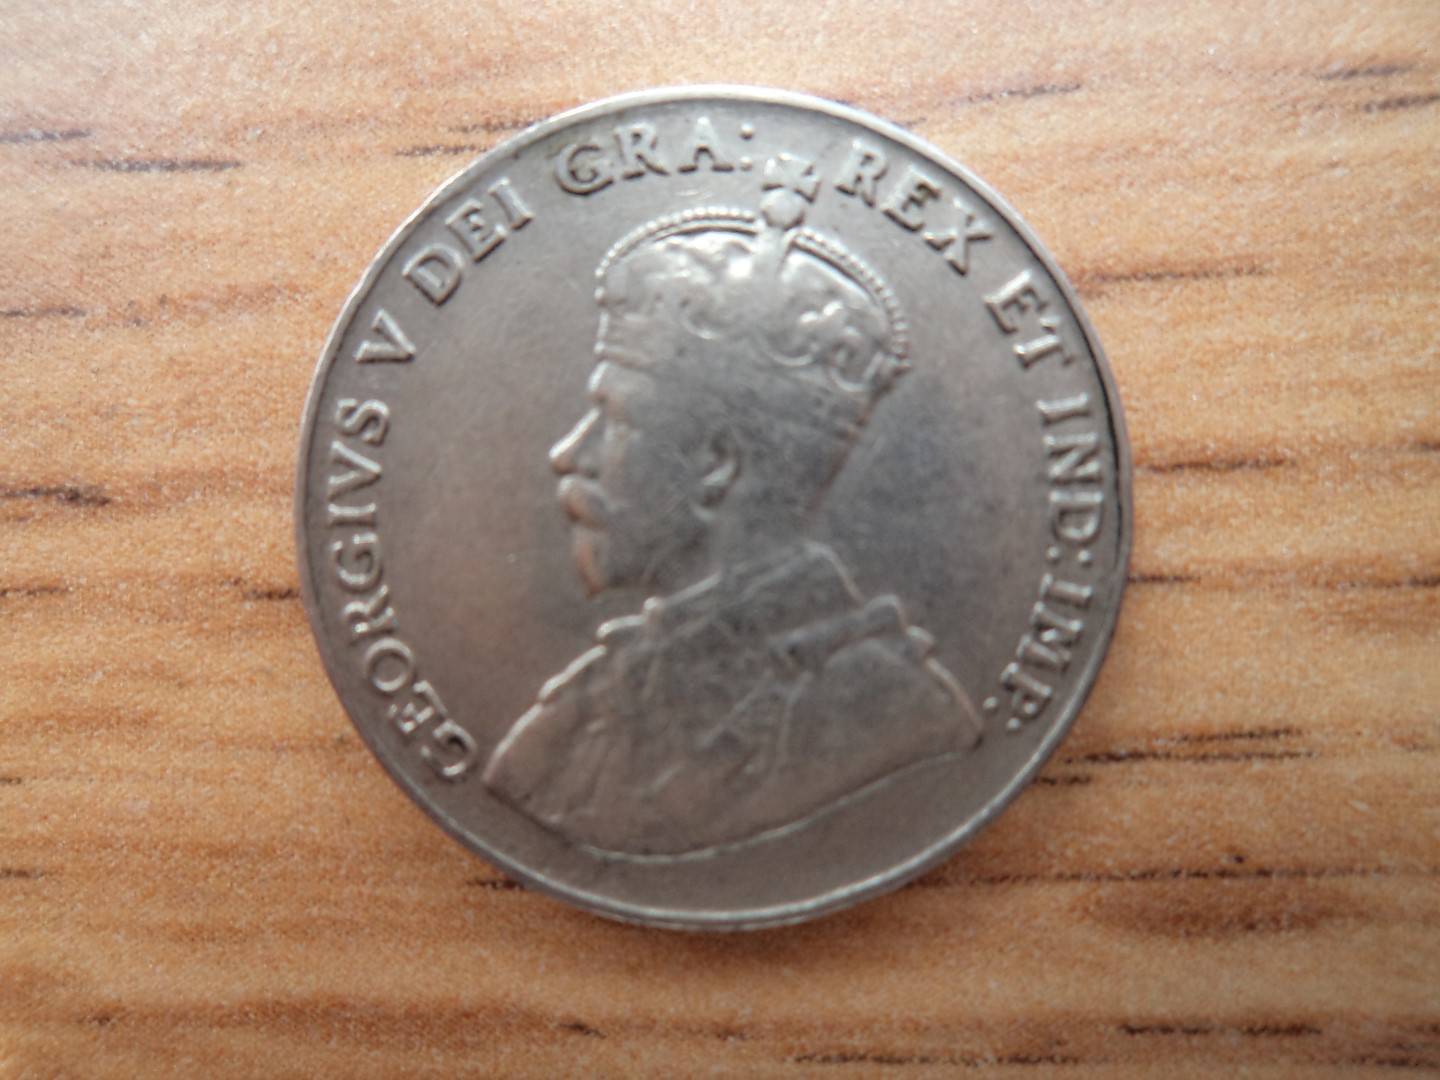 GEORGIVS V DEI GRA: REX ET IND: IMP: